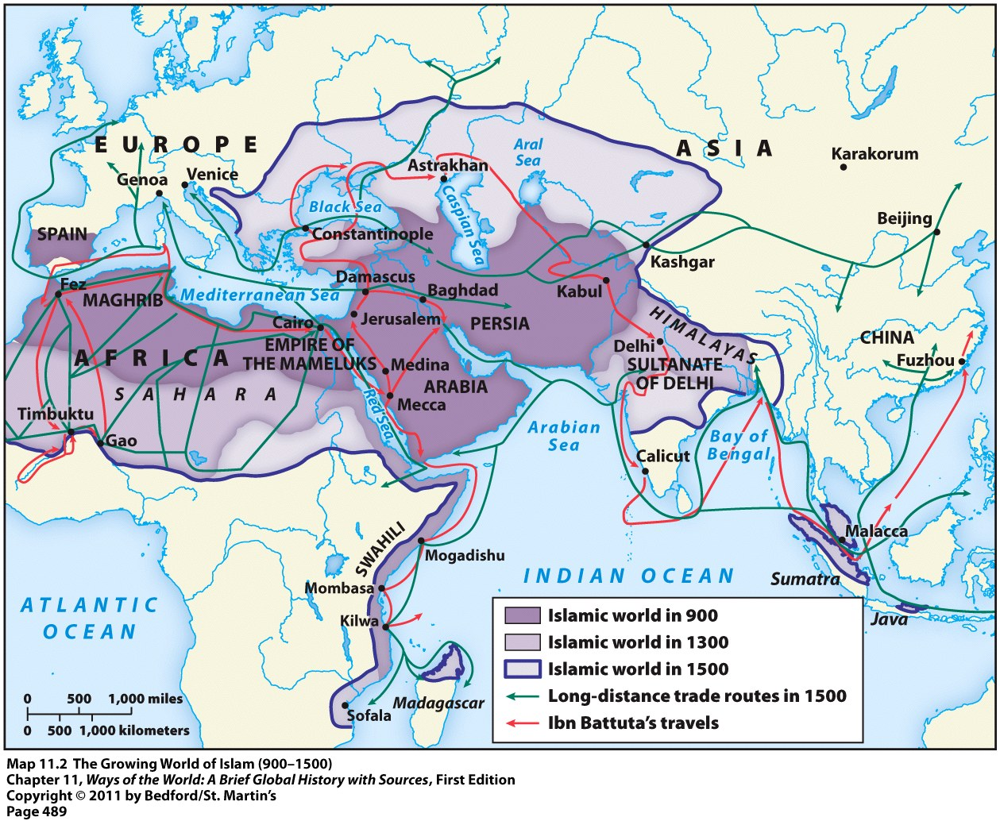 EUROPE
ASIA
Aral
Sea
Karakorum
Astrakhan
Genoa
Venice
Black Sea
Caspian Sea
Beijing
SPAIN
Constantinople
Kashgar
Fez
MAGHRIB
Mediterranean Sea
Damascus
Baghdad
Kabul
Jerusalem
PERSIA
Cairo
HIMALAYAS
CHINA
AFRICA
EMPIRE OF
THE MAMELUKS
Delhi
SULTANATE
OF DELHI
Fuzhou
Medina
ARABIA
SAHARA
Mecca
Red Sea
Timbuktu
Gao
Arabian
Sea
Bay of
Bengal
Calicut
SWAHILI
Mogadishu
Malacca
Sumatra
Mombasa
INDIAN OCEAN
Kilwa
Java
ATLANTIC
OCEAN
Madagascar
Sofala
Islamic world in 900
Islamic world in 1300
Islamic world in 1500
Long-distance trade routes in 1500
Ibn Battuta's travels
0 500 1,000 miles
0 500 1,000 kilometers
Map 11.2 The Growing World of Islam (900–1500)
Chapter 11, Ways of the World: A Brief Global History with Sources, First Edition
Copyright © 2011 by Bedford/St. Martin's
Page 489